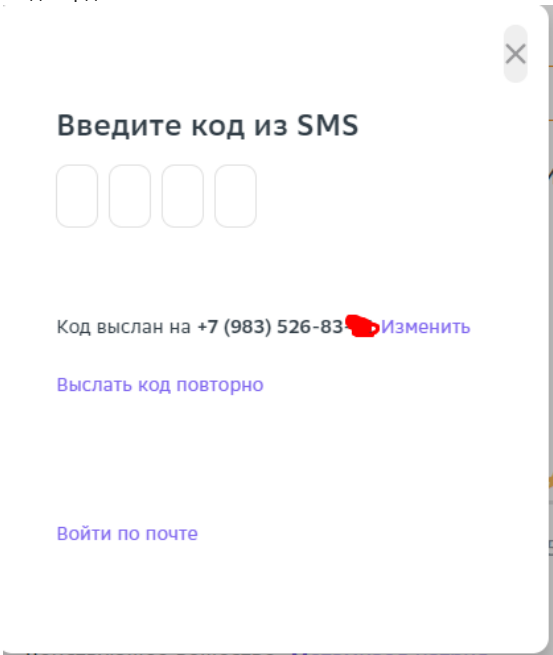 Введите код из SMS
Код выслан на +7 (983) 526-83- Изменить
Выслать код повторно
Войти по почте